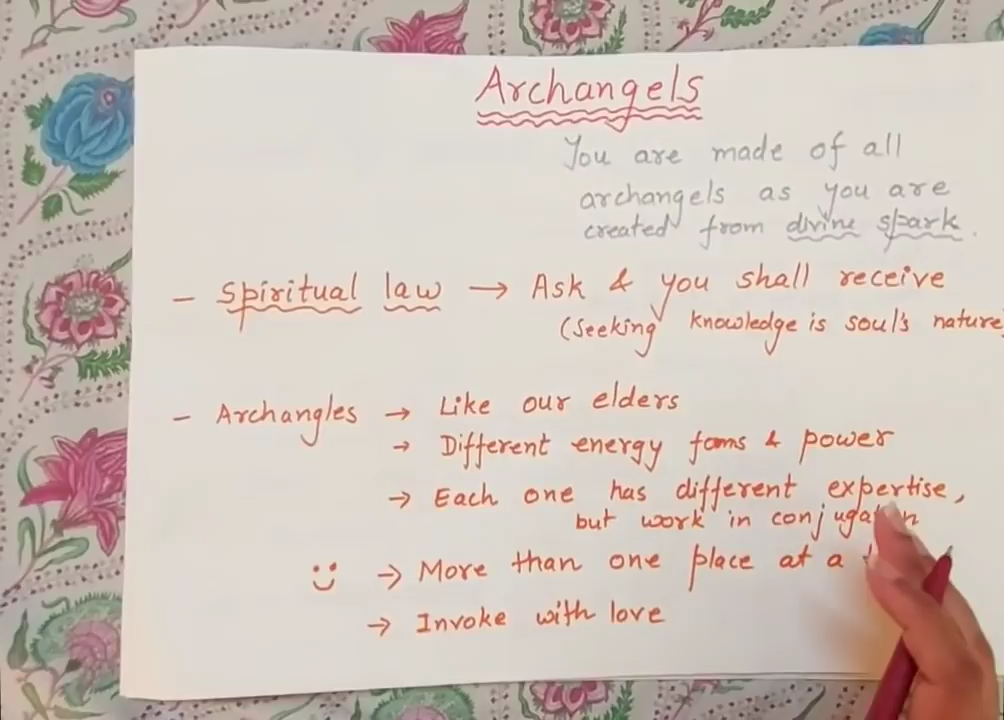 Archangels
You are made of all
archangels as you are
created from divine spark.
- Spiritual law → Ask & you shall receive
(Seeking knowledge is soul's nature)
- Archangles → Like our elders
→ Different energy foms & power
→ Each one has different expertise,
but work in
→ More than one place at a
→ Invoke with love